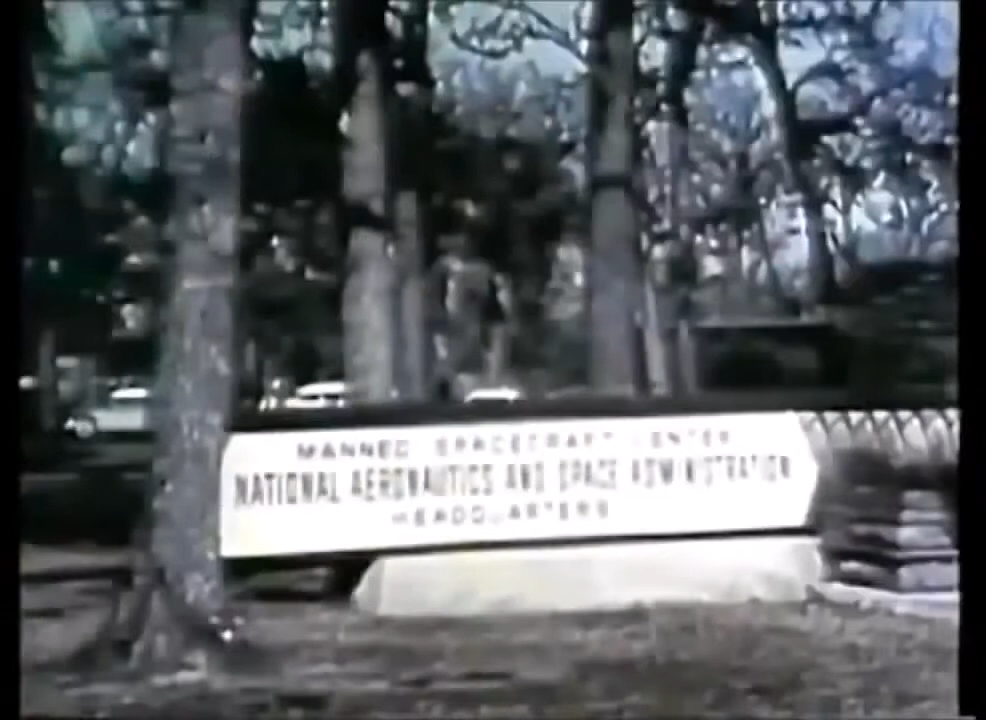 MANNED SPACECRAFT CENTER
NATIONAL AERONAUTICS AND SPACE ADMINISTRATION
HEADQUARTERS